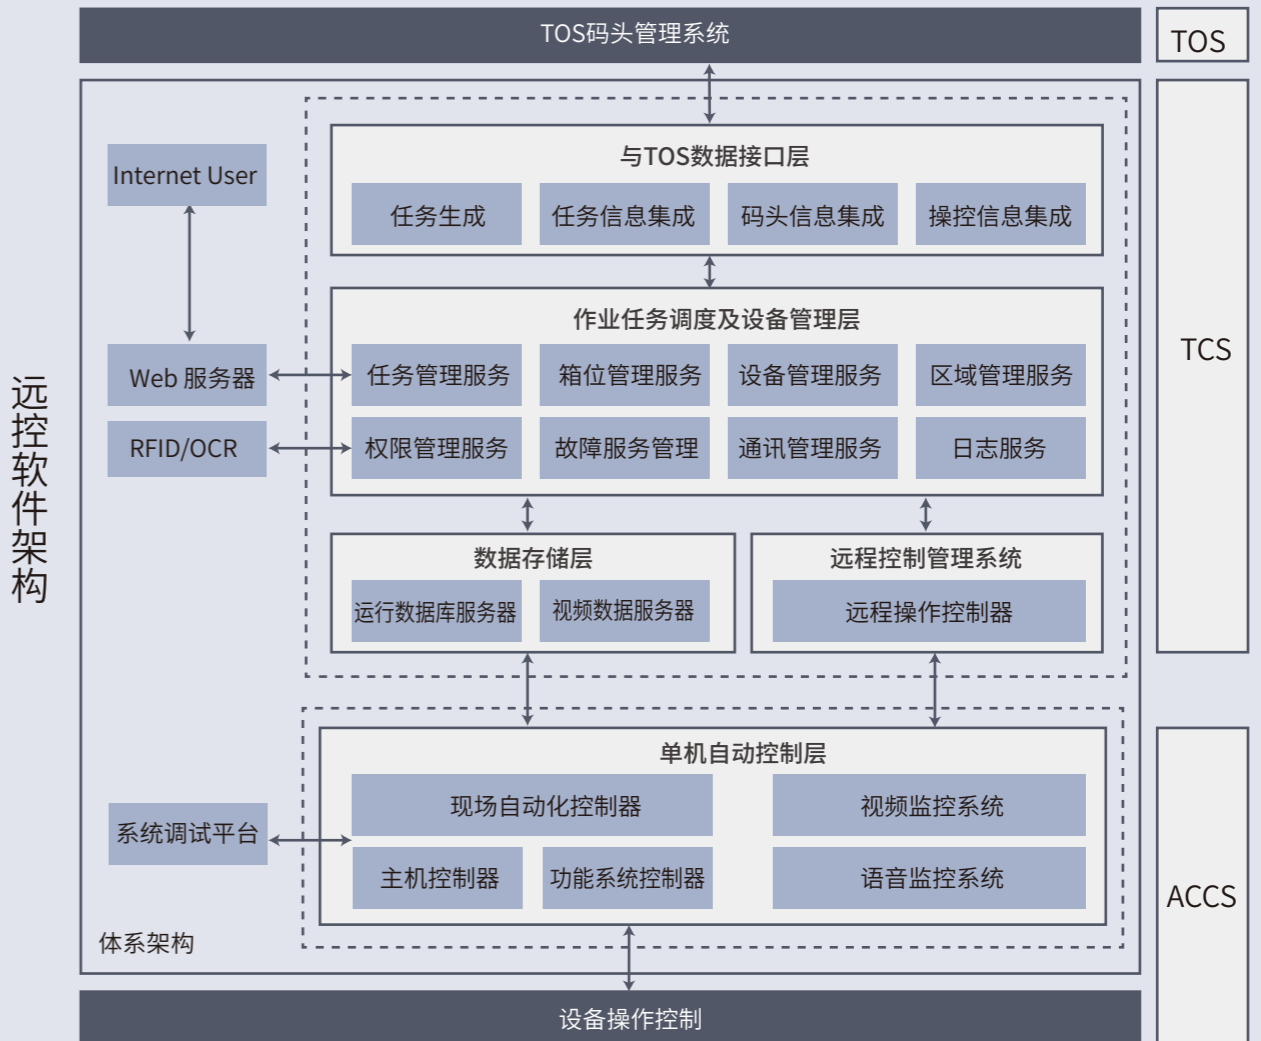 TOS码头管理系统
TOS
与TOS数据接口层
Internet User
任务生成
任务信息集成
码头信息集成
操控信息集成
作业任务调度及设备管理层
TCS
Web 服务器
任务管理服务
箱位管理服务
设备管理服务
区域管理服务
RFID/OCR
权限管理服务
故障服务管理
通讯管理服务
日志服务
远控软件架构
数据存储层
远程控制管理系统
运行数据库服务器
视频数据服务器
远程操作控制器
单机自动控制层
现场自动化控制器
视频监控系统
系统调试平台
主机控制器
功能系统控制器
语音监控系统
ACCS
体系架构
设备操作控制